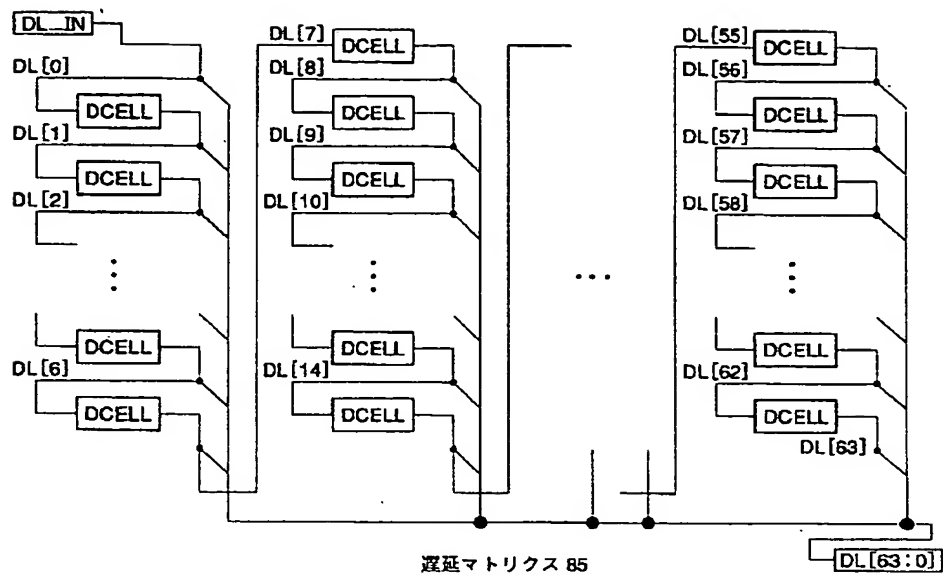 DL_IN
DL[0]
DCELL
DL[1]
DCELL
DL[2]
DCELL
DL[6]
DCELL
DL[7]
DCELL
DL[8]
DCELL
DL[9]
DCELL
DL[10]
DCELL
DL[14]
DCELL
DL[55]
DCELL
DL[56]
DCELL
DL[57]
DCELL
DL[58]
DCELL
DL[62]
DCELL
DL[63]
DL[63:0]
遅延マトリクス 85